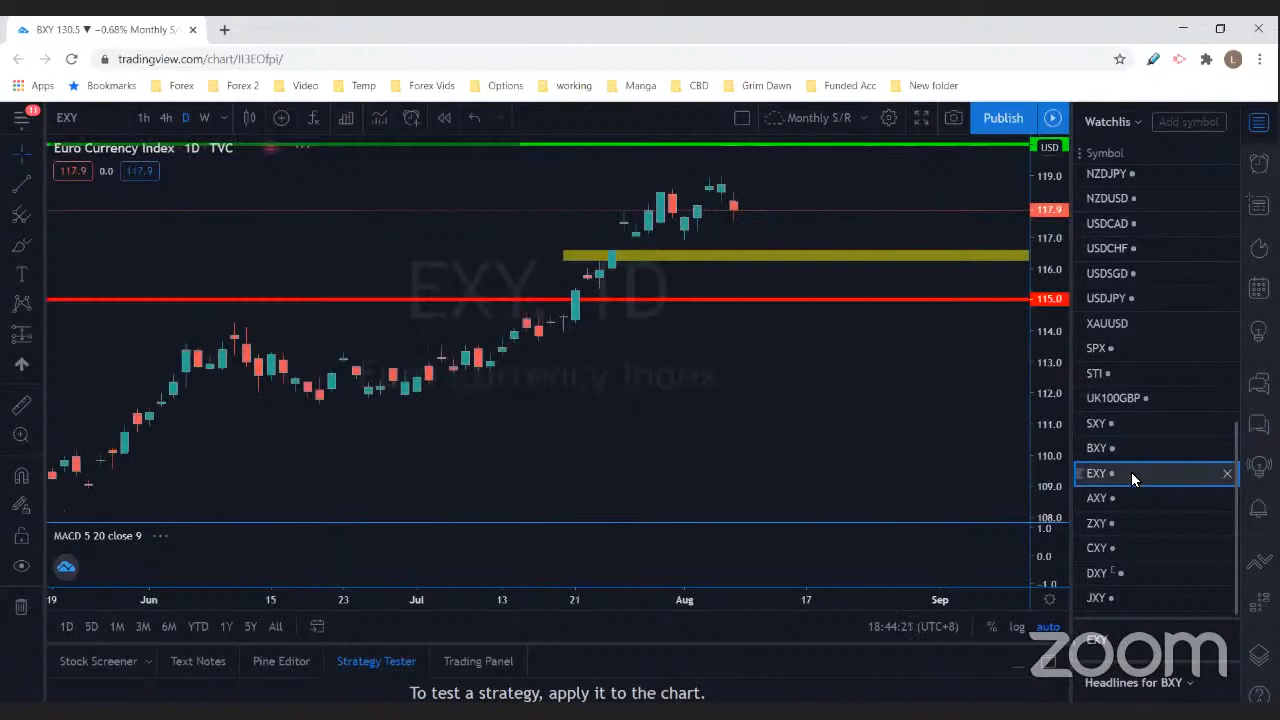 BXY 130.5 ▼ −0.68% Monthly S/
tradingview.com/chart/II3EOfpi/
Apps Bookmarks Forex Forex 2 Video Temp Forex Vids Options working Manga CBD Grim Dawn Funded Acc New folder
L
11
EXY 1h 4h D W Monthly S/R Publish
Watchlis Add symbol
Euro Currency Index 1D TVC
117.9 0.0 117.9
USD
119.0
117.9
117.0
116.0
115.0
114.0
113.0
112.0
111.0
110.0
109.0
108.0
1.0
0.0
-1.0
EXY, 1D
Euro Currency Index
Symbol
NZDJPY
NZDUSD
USDCAD
USDCHF
USDSGD
USDJPY
XAUUSD
SPX
STI
UK100GBP
SXY
BXY
EXY
AXY
ZXY
CXY
DXY E
JXY
MACD 5 20 close 9
19 Jun 15 23 Jul 13 21 Aug 17 Sep
1D 5D 1M 3M 6M YTD 1Y 5Y All
18:44:21 (UTC+8) % log auto
Stock Screener Text Notes Pine Editor Strategy Tester Trading Panel
EXY
zoom
Headlines for BXY
To test a strategy, apply it to the chart.